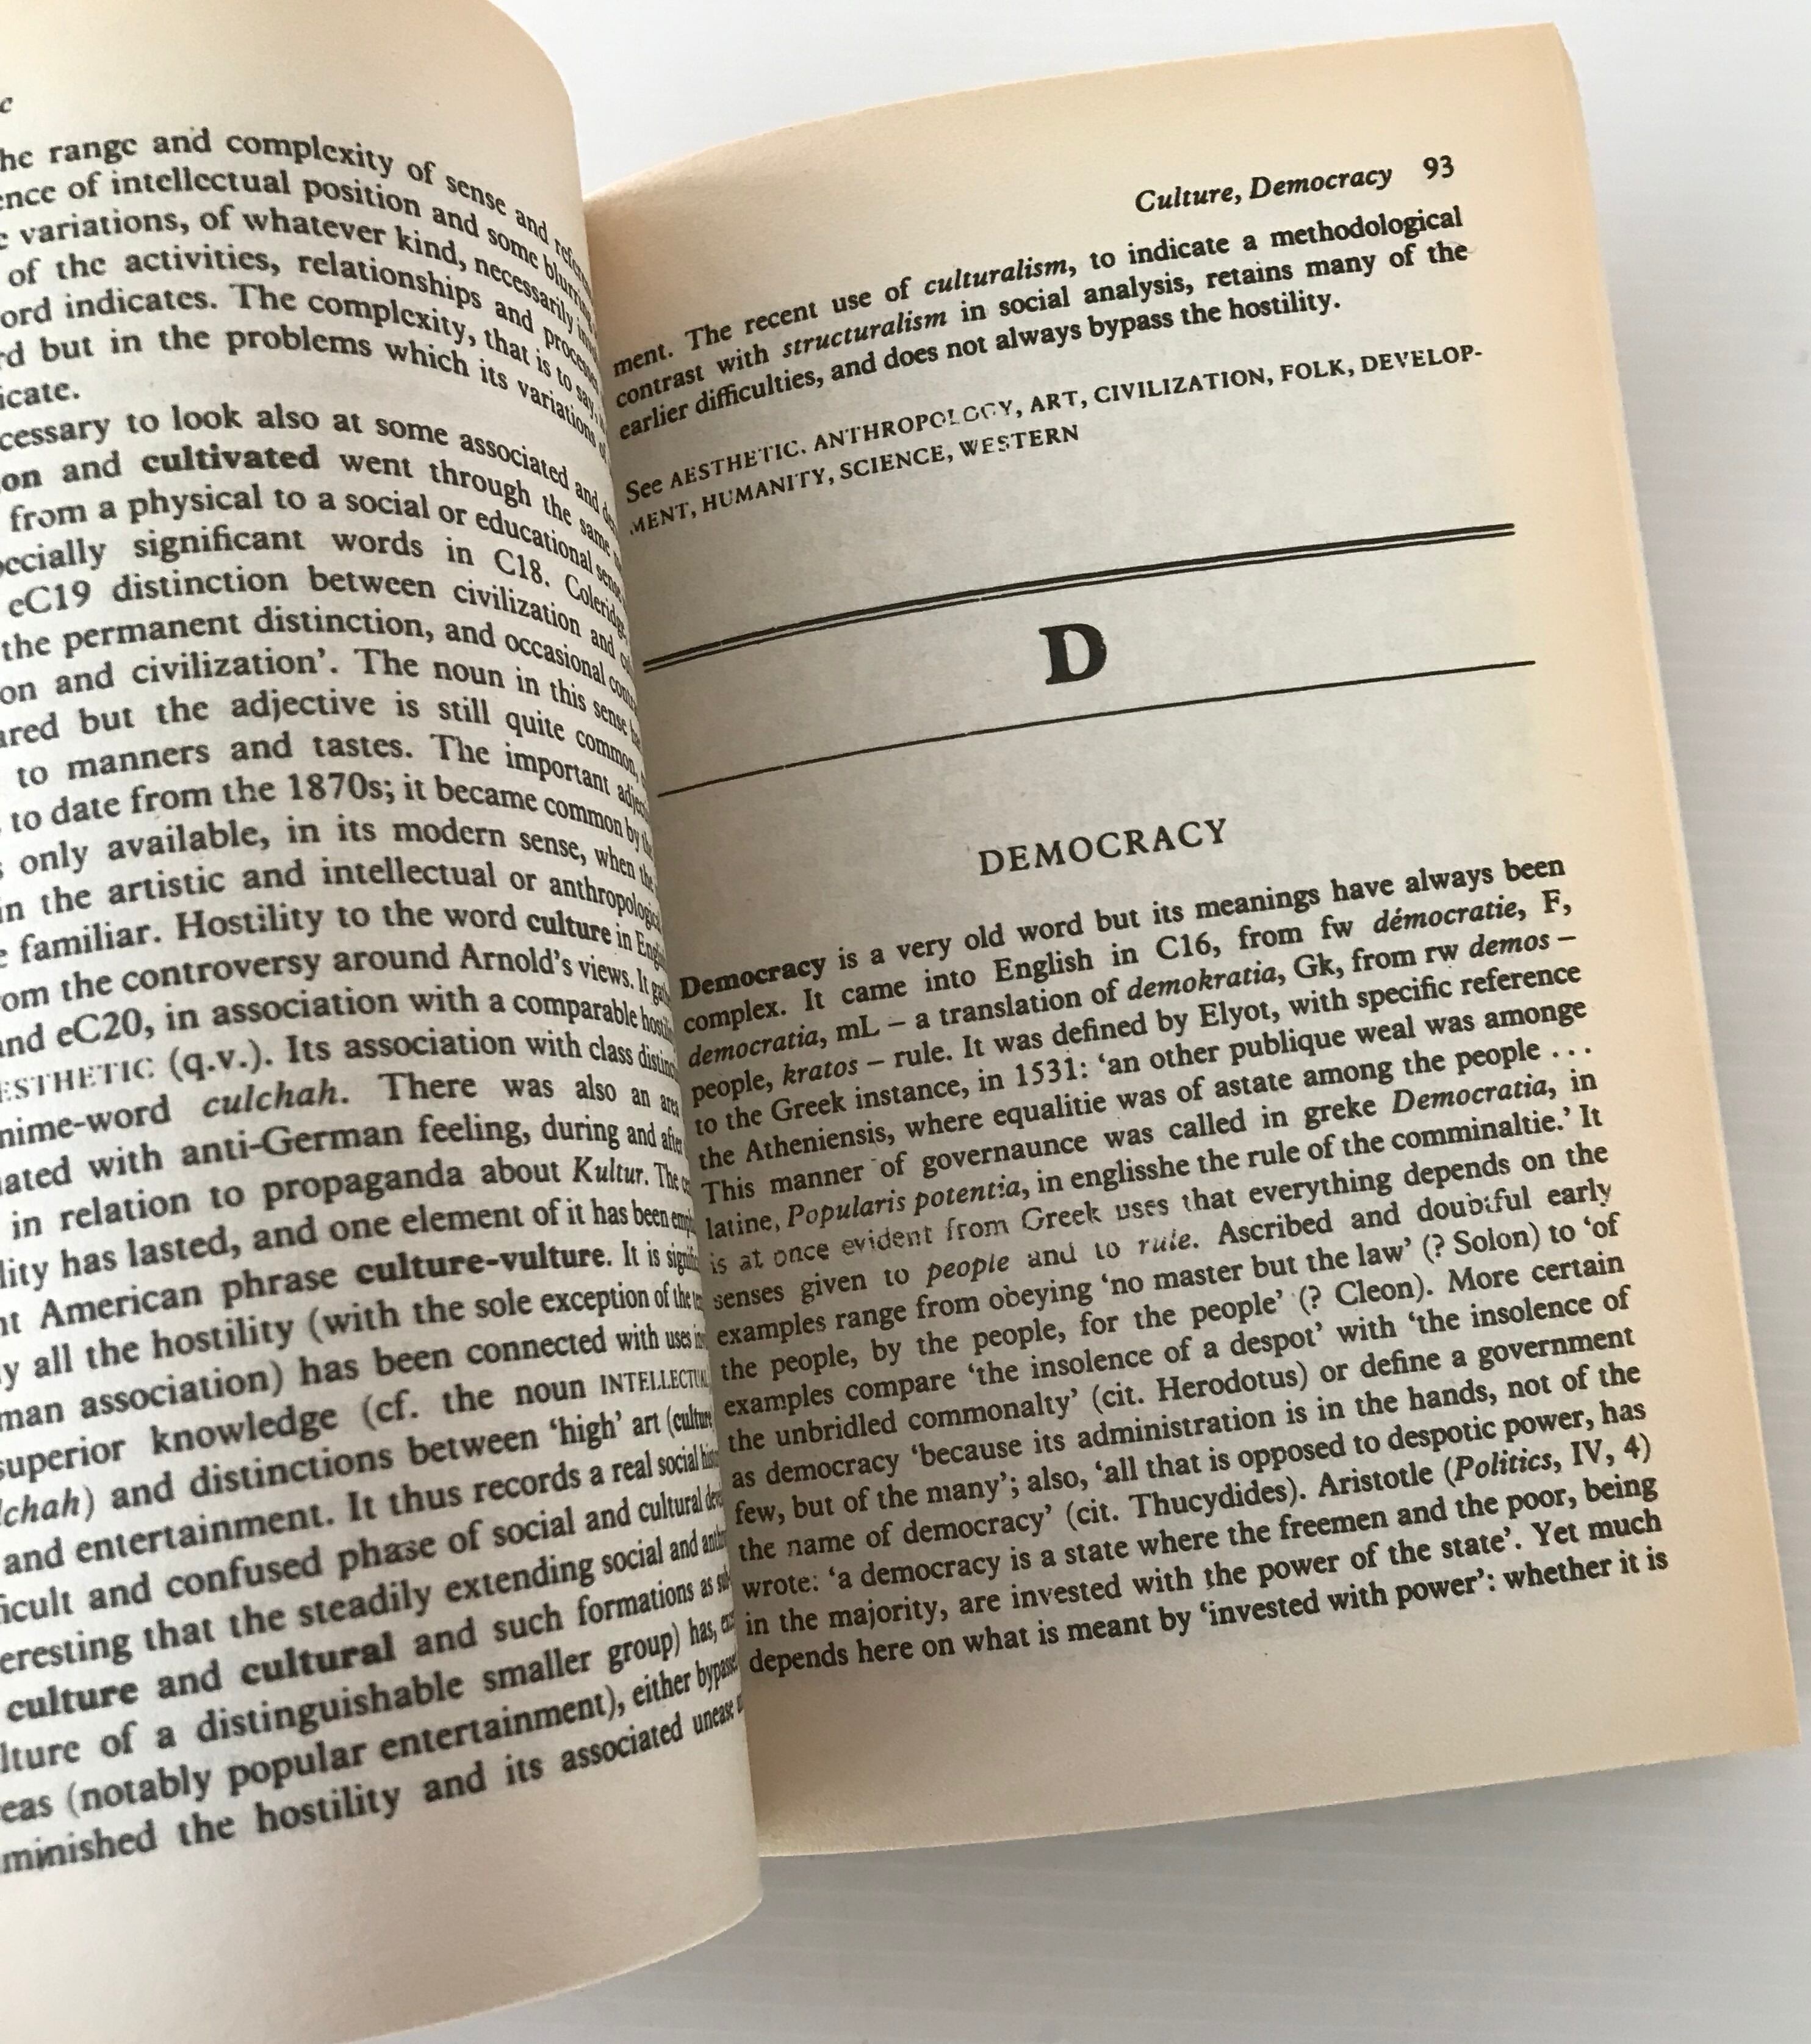 c
he range and complexity of sense and
ence of intellectual position and some
variations, of whatever kind, necessarily
of the activities, relationships and
ord indicates. The complexity, that is to say,
rd but in the problems which its variations of
icate.
cessary to look also at some associated and
on and cultivated went through the same
from a physical to a social or educational sense
ecially significant words in C18. Coleridge,
eC19 distinction between civilization and
the permanent distinction, and occasional
on and civilization’. The noun in this sense
ared but the adjective is still quite common,
to manners and tastes. The important
to date from the 1870s; it became common by
only available, in its modern sense, when the
in the artistic and intellectual or anthropological
e familiar. Hostility to the word culture in
om the controversy around Arnold’s views. It
and eC20, in association with a comparable
ESTHETIC (q.v.). Its association with class
mime-word culchah. There was also an
iated with anti-German feeling, during and after
in relation to propaganda about Kultur. The
lity has lasted, and one element of it has been
nt American phrase culture-vulture. It is
y all the hostility (with the sole exception of the
man association) has been connected with uses
superior knowledge (cf. the noun INTELLECTUAL
lchah) and distinctions between ‘high’ art (culture
and entertainment. It thus records a real social
icult and confused phase of social and cultural
eresting that the steadily extending social and
culture and cultural and such formations as
lture of a distinguishable smaller group) has,
eas (notably popular entertainment), either bypassed
minished the hostility and its associated unease
Culture, Democracy 93
ment. The recent use of culturalism, to indicate a methodological
contrast with structuralism in social analysis, retains many of the
earlier difficulties, and does not always bypass the hostility.
See AESTHETIC, ANTHROPOLOGY, ART, CIVILIZATION, FOLK, DEVELOP-
MENT, HUMANITY, SCIENCE, WESTERN
D
DEMOCRACY
Democracy is a very old word but its meanings have always been
complex. It came into English in C16, from fw démocratie, F,
democratia, mL – a translation of demokratia, Gk, from rw demos –
people, kratos – rule. It was defined by Elyot, with specific reference
to the Greek instance, in 1531: ‘an other publique weal was amonge
the Atheniensis, where equalitie was of astate among the people ...
This manner of governaunce was called in greke Democratia, in
latine, Popularis potentia, in englisshe the rule of the comminaltie.’ It
is at once evident from Greek uses that everything depends on the
senses given to people and to rule. Ascribed and doubtful early
examples range from obeying ‘no master but the law’ (? Solon) to ‘of
the people, by the people, for the people’ (? Cleon). More certain
examples compare ‘the insolence of a despot’ with ‘the insolence of
the unbridled commonalty’ (cit. Herodotus) or define a government
as democracy ‘because its administration is in the hands, not of the
few, but of the many’; also, ‘all that is opposed to despotic power, has
the name of democracy’ (cit. Thucydides). Aristotle (Politics, IV, 4)
wrote: ‘a democracy is a state where the freemen and the poor, being
in the majority, are invested with the power of the state’. Yet much
depends here on what is meant by ‘invested with power’: whether it is